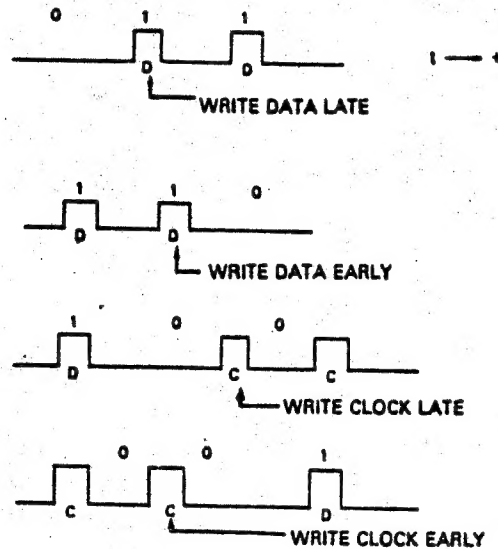 0 1 1
D D
t → +
WRITE DATA LATE
1 1 0
D D
WRITE DATA EARLY
1 0 0
D C C
WRITE CLOCK LATE
0 0 1
C C D
WRITE CLOCK EARLY